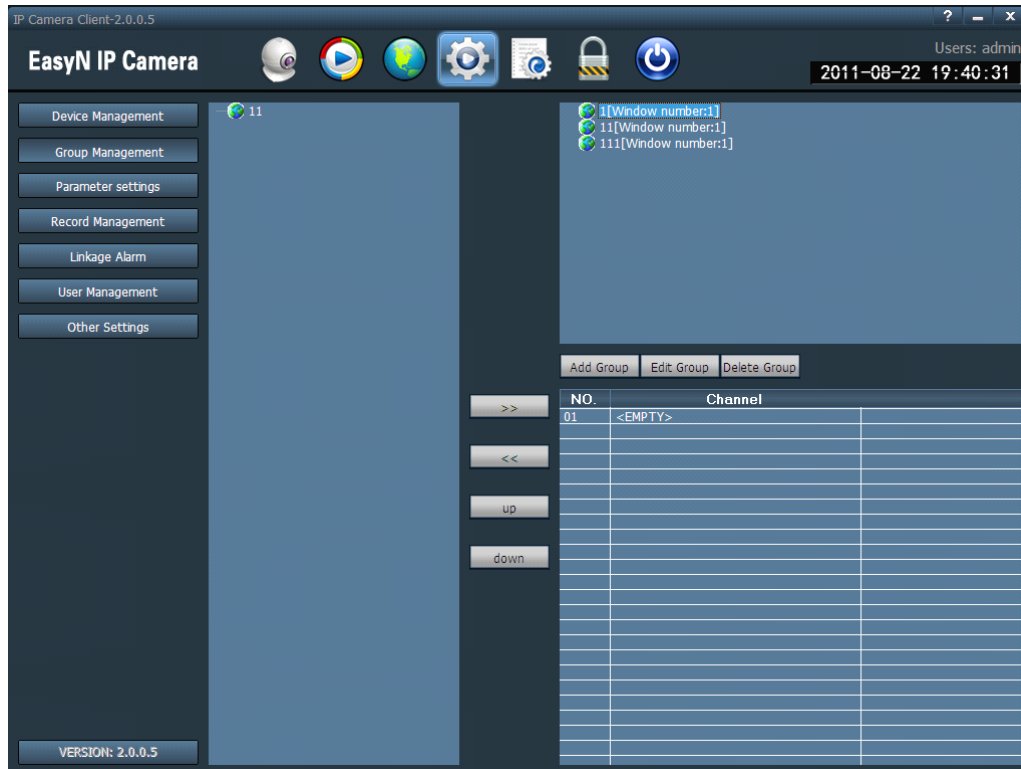 IP Camera Client-2.0.0.5
? – X
EasyN IP Camera
Users: admin
2011-08-22 19:40:31
Device Management
Group Management
Parameter settings
Record Management
Linkage Alarm
User Management
Other Settings
VERSION: 2.0.0.5
11
>>
<<
up
down
1[Window number:1]
11[Window number:1]
111[Window number:1]
Add Group Edit Group Delete Group
NO. Channel
01 <EMPTY>